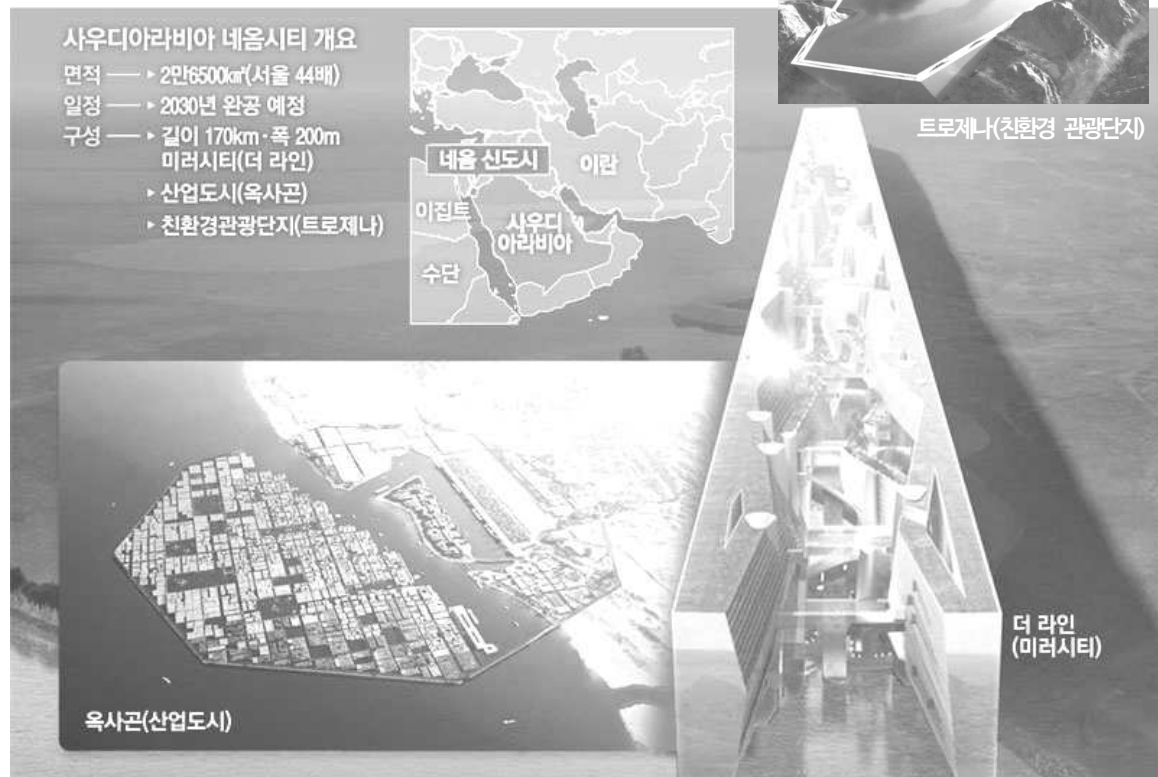 사우디아라비아 네옴시티 개요
면적 ▸ 2만6500㎢(서울 44배)
일정 ▸ 2030년 완공 예정
구성 ▸ 길이 170km·폭 200m
미러시티(더 라인)
▸ 산업도시(옥사곤)
▸ 친환경관광단지(트로제나)
네옴 신도시
이란
이집트
사우디
아라비아
수단
트로제나(친환경 관광단지)
더 라인
(미러시티)
옥사곤(산업도시)